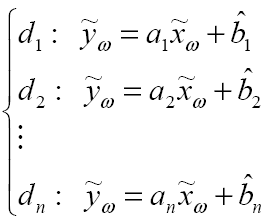 d₁ : ỹ_ω = a₁x̃_ω + b̂₁
d₂ : ỹ_ω = a₂x̃_ω + b̂₂
⋮
dₙ : ỹ_ω = aₙx̃_ω + b̂ₙ